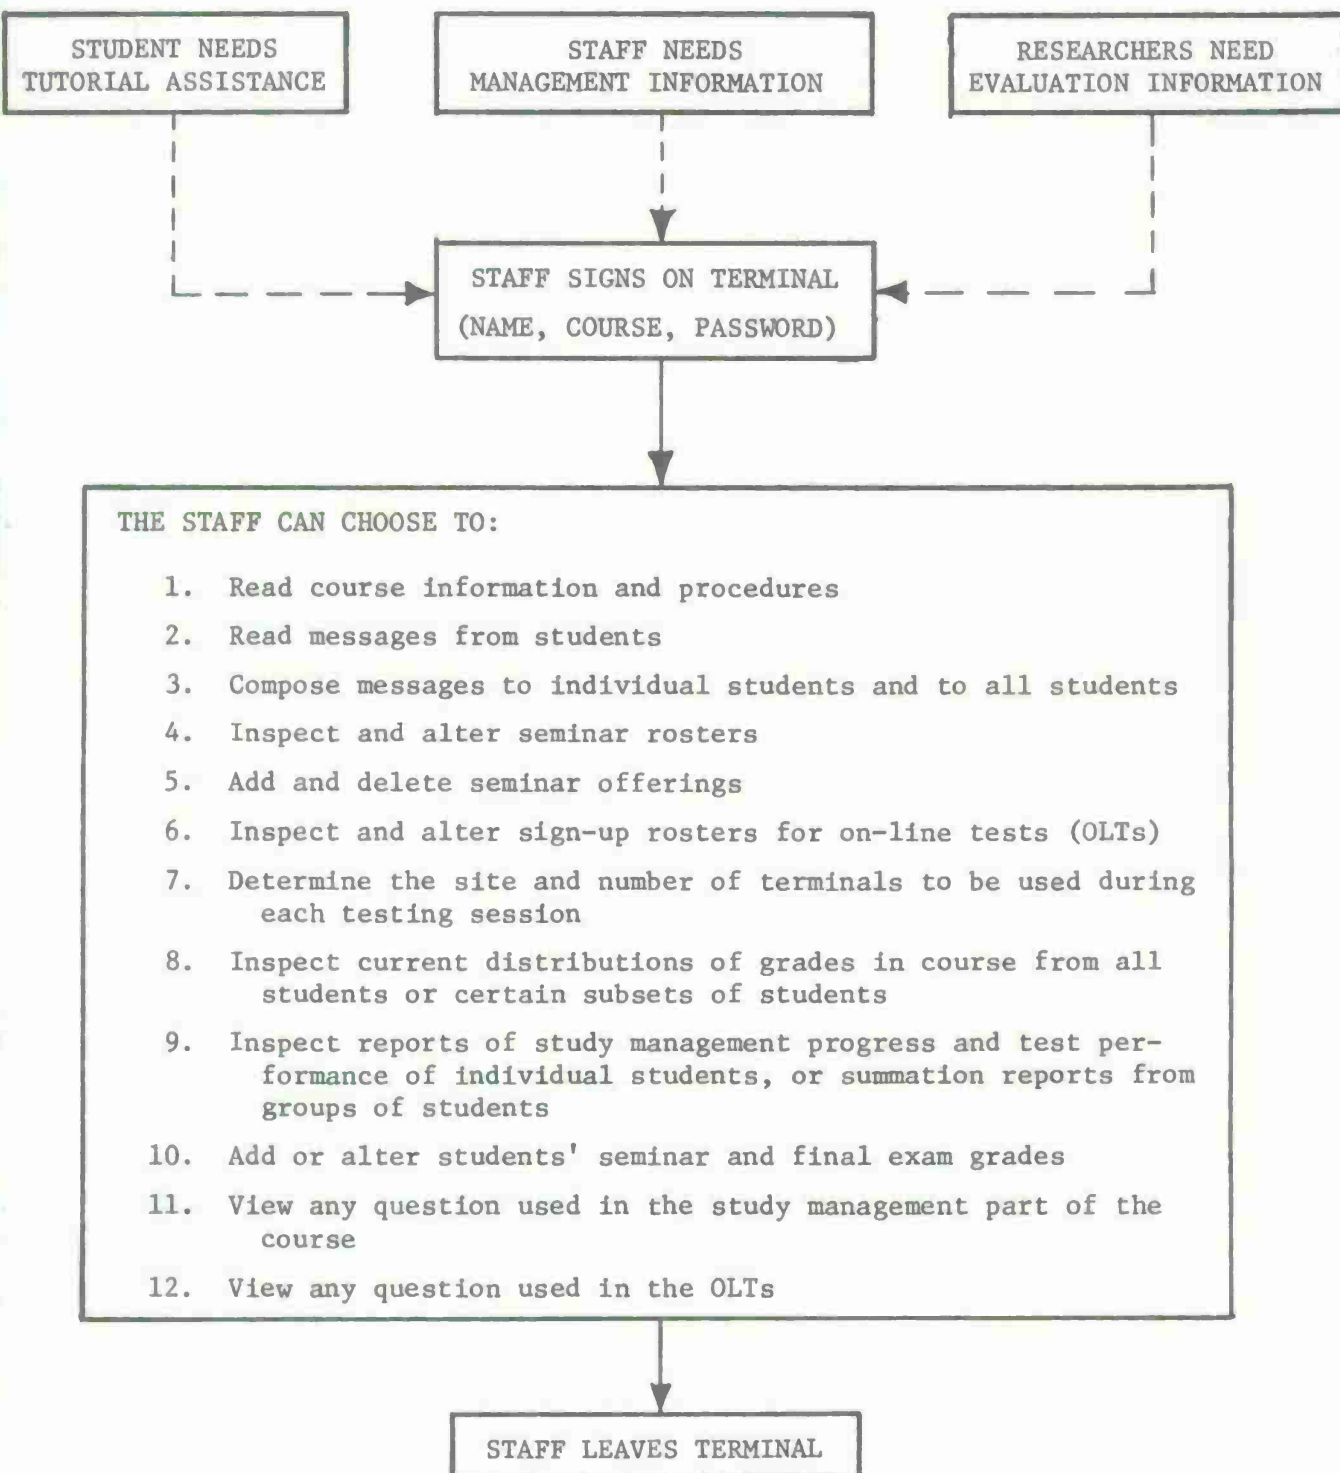 STUDENT NEEDS
TUTORIAL ASSISTANCE
STAFF NEEDS
MANAGEMENT INFORMATION
RESEARCHERS NEED
EVALUATION INFORMATION
STAFF SIGNS ON TERMINAL
(NAME, COURSE, PASSWORD)
THE STAFF CAN CHOOSE TO:
1. Read course information and procedures
2. Read messages from students
3. Compose messages to individual students and to all students
4. Inspect and alter seminar rosters
5. Add and delete seminar offerings
6. Inspect and alter sign-up rosters for on-line tests (OLTs)
7. Determine the site and number of terminals to be used during
each testing session
8. Inspect current distributions of grades in course from all
students or certain subsets of students
9. Inspect reports of study management progress and test per-
formance of individual students, or summation reports from
groups of students
10. Add or alter students' seminar and final exam grades
11. View any question used in the study management part of the
course
12. View any question used in the OLTs
STAFF LEAVES TERMINAL